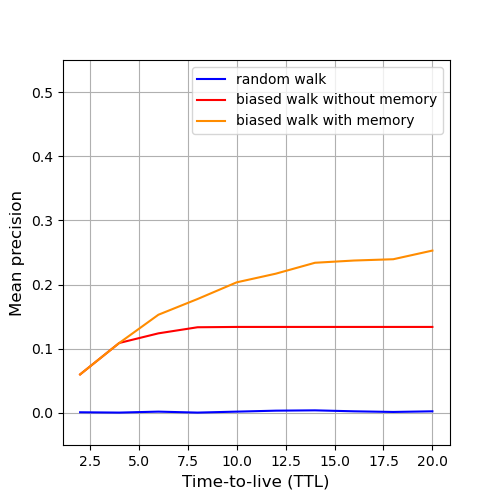 random walk
biased walk without memory
biased walk with memory
Mean precision
0.5
0.4
0.3
0.2
0.1
0.0
2.5 5.0 7.5 10.0 12.5 15.0 17.5 20.0
Time-to-live (TTL)